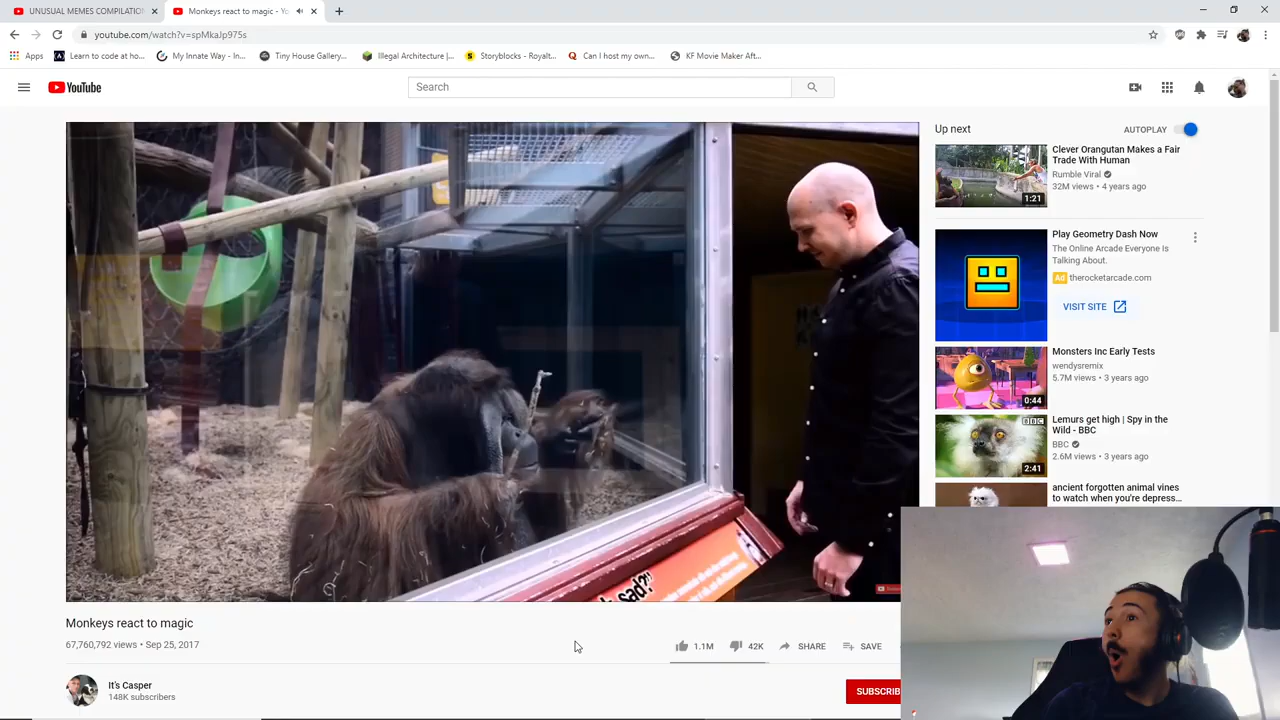 UNUSUAL MEMES COMPILATION
Monkeys react to magic - Yo
youtube.com/watch?v=spMkaJp975s
Apps
Learn to code at ho...
My Innate Way - In...
Tiny House Gallery...
Illegal Architecture |...
Storyblocks - Royalt...
Can I host my own...
KF Movie Maker Aft...
YouTube
Search
Up next
AUTOPLAY
Clever Orangutan Makes a Fair
Trade With Human
Rumble Viral
32M views • 4 years ago
1:21
Play Geometry Dash Now
The Online Arcade Everyone Is
Talking About.
Ad therocketarcade.com
VISIT SITE
Monsters Inc Early Tests
wendysremix
5.7M views • 3 years ago
0:44
Lemurs get high | Spy in the
Wild - BBC
BBC
BBC
2.6M views • 3 years ago
2:41
ancient forgotten animal vines
to watch when you're depress...
sad?
Monkeys react to magic
67,760,792 views • Sep 25, 2017
1.1M
42K
SHARE
SAVE
It's Casper
148K subscribers
SUBSCRIB